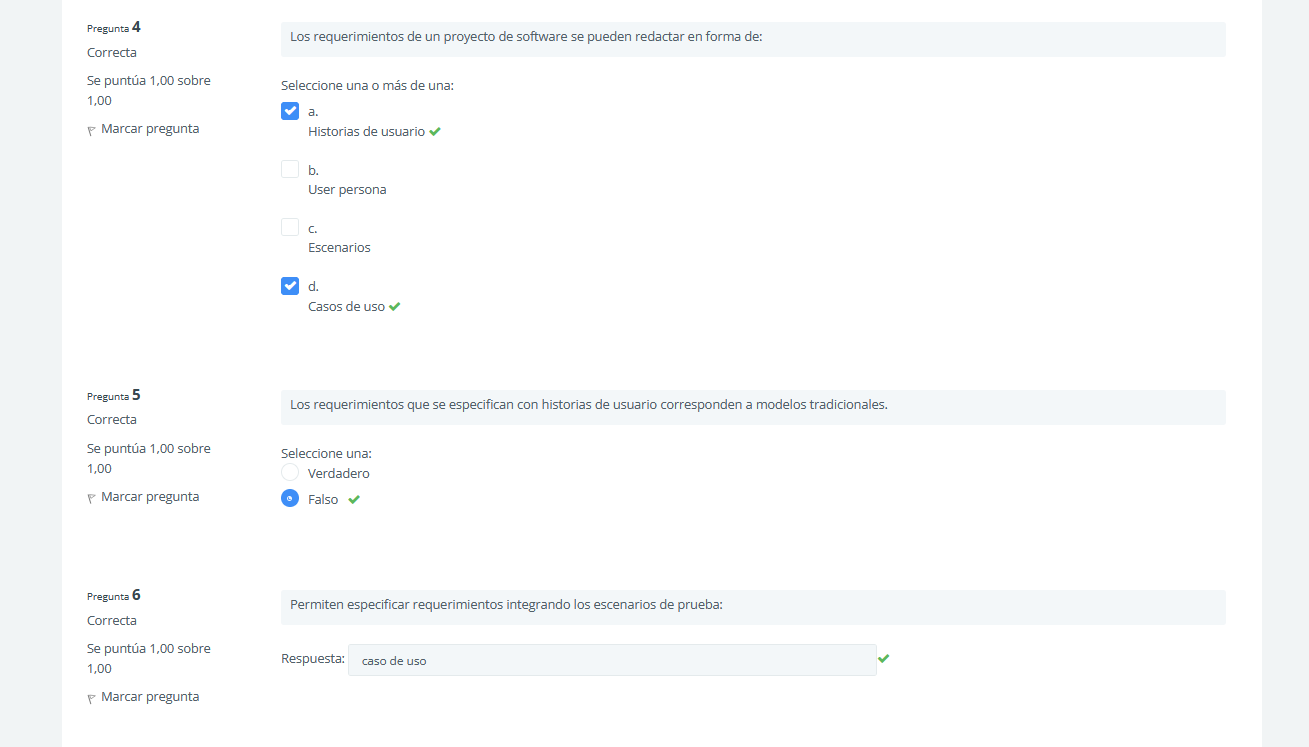 Pregunta 4
Correcta
Se puntúa 1,00 sobre
1,00
Marcar pregunta
Los requerimientos de un proyecto de software se pueden redactar en forma de:
Seleccione una o más de una:
a.
Historias de usuario
b.
User persona
c.
Escenarios
d.
Casos de uso
Pregunta 5
Correcta
Se puntúa 1,00 sobre
1,00
Marcar pregunta
Los requerimientos que se especifican con historias de usuario corresponden a modelos tradicionales.
Seleccione una:
Verdadero
Falso
Pregunta 6
Correcta
Se puntúa 1,00 sobre
1,00
Marcar pregunta
Permiten especificar requerimientos integrando los escenarios de prueba:
Respuesta: caso de uso